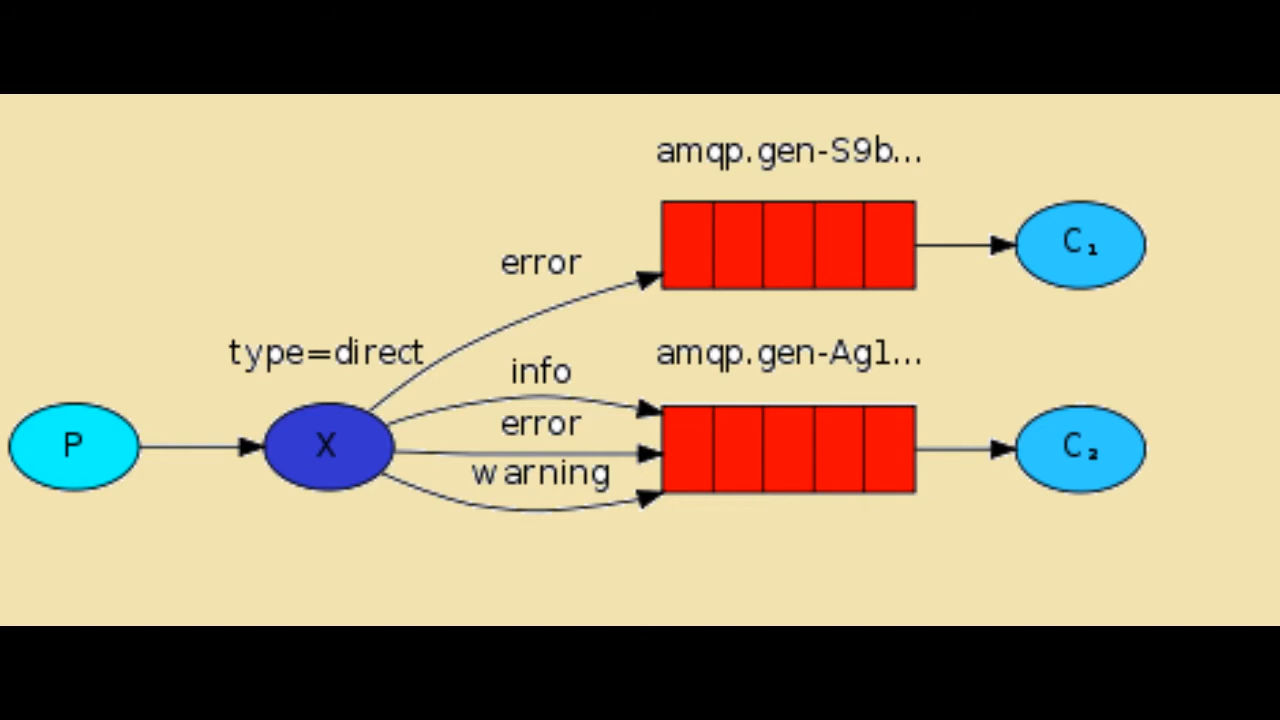 amqp.gen-S9b...
C₁
error
type=direct
amqp.gen-Ag1...
info
error
P
X
warning
C₂